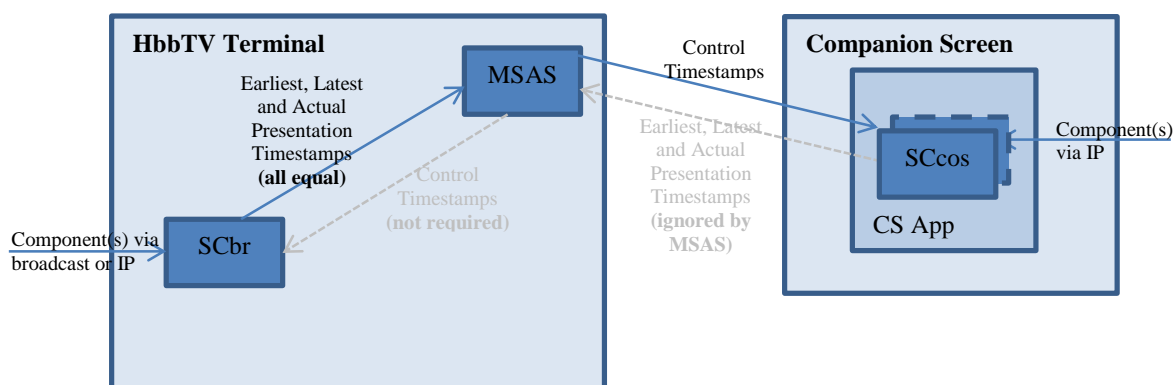 HbbTV Terminal
MSAS
Earliest, Latest
and Actual
Presentation
Timestamps
(all equal)
Control
Timestamps
(not required)
SCbr
Component(s) via
broadcast or IP
Control
Timestamps
Earliest, Latest
and Actual
Presentation
Timestamps
(ignored by
MSAS)
Companion Screen
SCcos
CS App
Component(s)
via IP